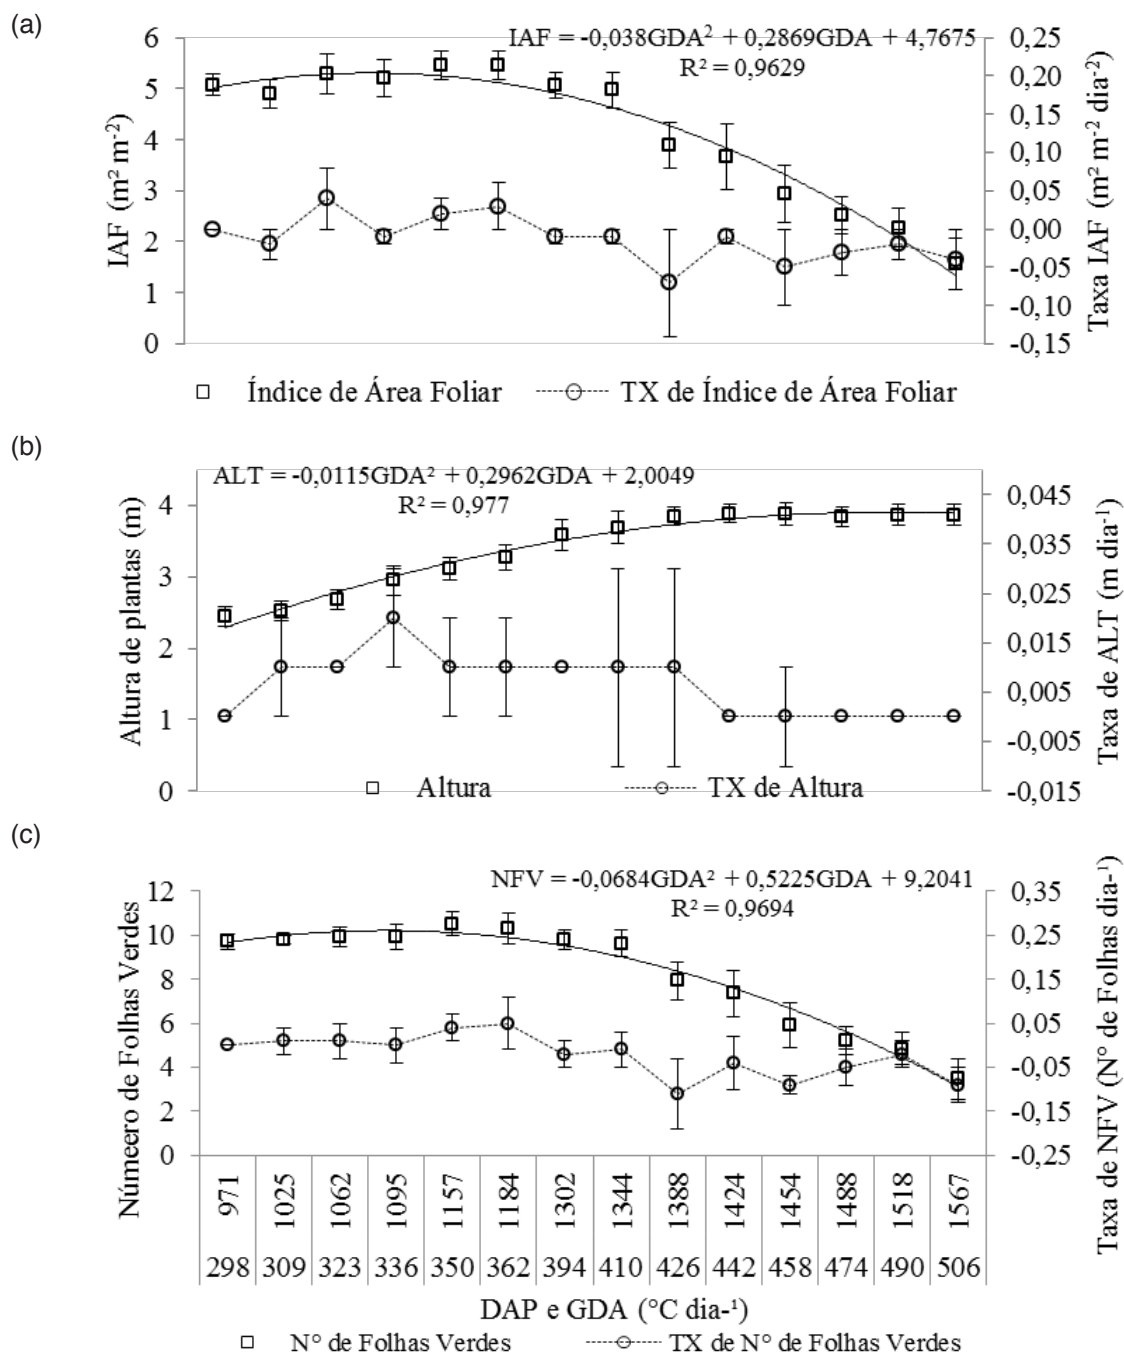 (a)
IAF = -0,038GDA² + 0,2869GDA + 4,7675
R² = 0,9629
6
5
4
3
2
1
0
IAF (m² m⁻²)
0,25
0,20
0,15
0,10
0,05
0,00
-0,05
-0,10
-0,15
Taxa IAF (m² m⁻² dia⁻²)
Índice de Área Foliar
TX de Índice de Área Foliar
(b)
ALT = -0,0115GDA² + 0,2962GDA + 2,0049
R² = 0,977
4
3
2
1
0
Altura de plantas (m)
0,045
0,035
0,025
0,015
0,005
-0,005
-0,015
Taxa de ALT (m dia⁻¹)
Altura
TX de Altura
(c)
NFV = -0,0684GDA² + 0,5225GDA + 9,2041
R² = 0,9694
12
10
8
6
4
2
0
Númeero de Folhas Verdes
0,35
0,25
0,15
0,05
-0,05
-0,15
-0,25
Taxa de NFV (N° de Folhas dia-¹)
971 1025 1062 1095 1157 1184 1302 1344 1388 1424 1454 1488 1518 1567
298 309 323 336 350 362 394 410 426 442 458 474 490 506
DAP e GDA (°C dia-¹)
N° de Folhas Verdes
TX de N° de Folhas Verdes